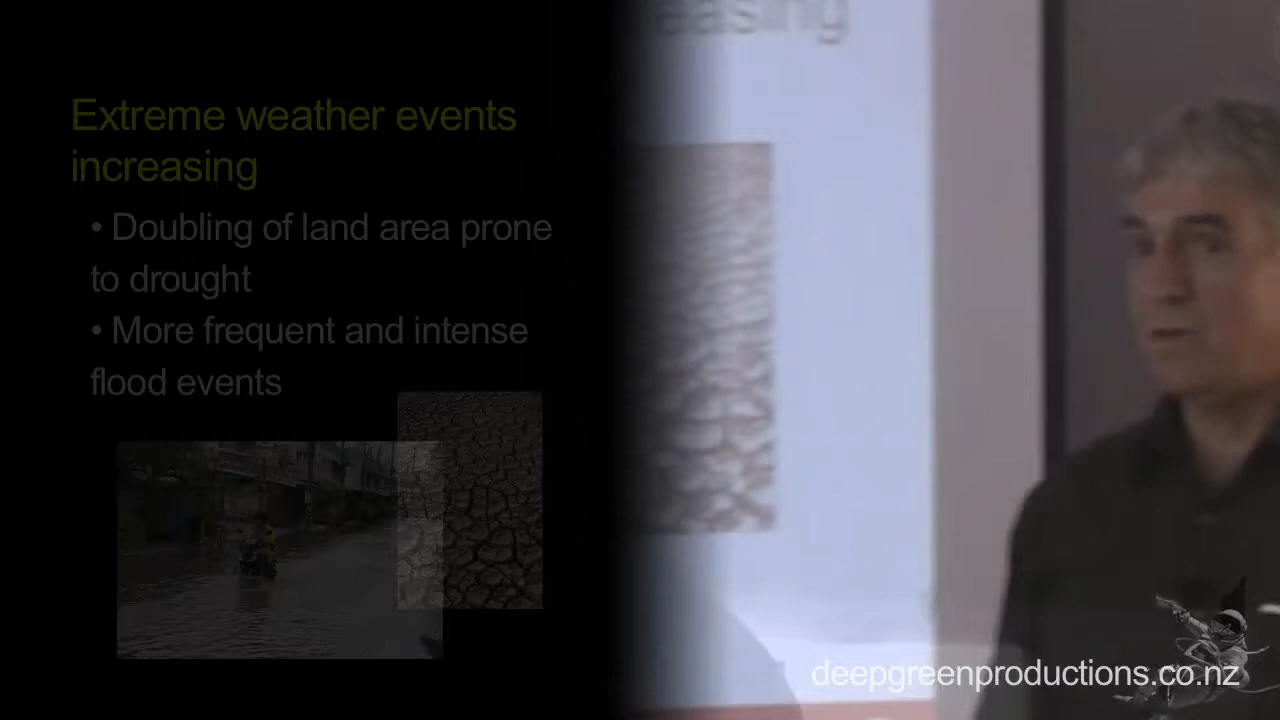 easing
Extreme weather events
increasing
• Doubling of land area prone
to drought
• More frequent and intense
flood events
deepgreenproductions.co.nz